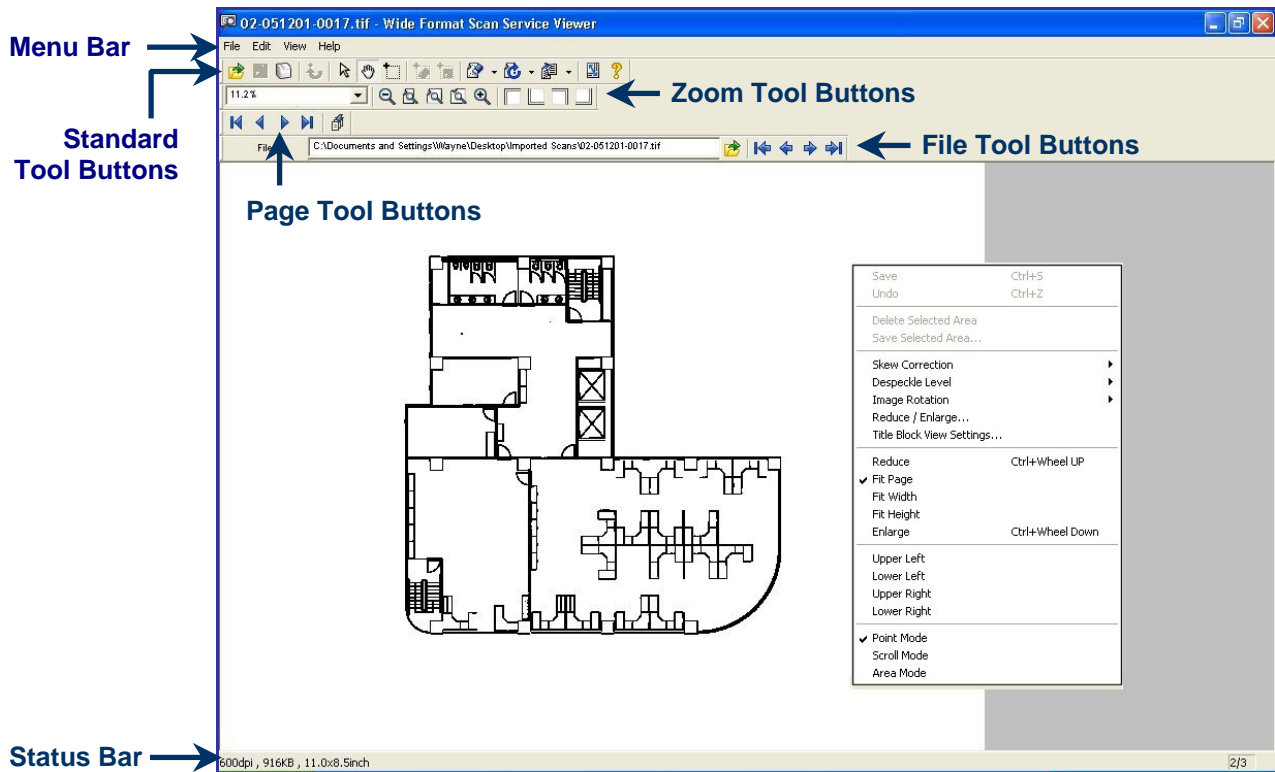 02-051201-0017.tif - Wide Format Scan Service Viewer
Menu Bar
File Edit View Help
11.2%
Zoom Tool Buttons
Standard
Tool Buttons
File
C:\Documents and Settings\Wayne\Desktop\Imported Scans\02-051201-0017.tif
File Tool Buttons
Page Tool Buttons
Save Ctrl+S
Undo Ctrl+Z
Delete Selected Area
Save Selected Area...
Skew Correction
Despeckle Level
Image Rotation
Reduce / Enlarge...
Title Block View Settings...
Reduce Ctrl+Wheel UP
Fit Page
Fit Width
Fit Height
Enlarge Ctrl+Wheel Down
Upper Left
Lower Left
Upper Right
Lower Right
Point Mode
Scroll Mode
Area Mode
Status Bar
600dpi , 916KB , 11.0x8.5inch 2/3